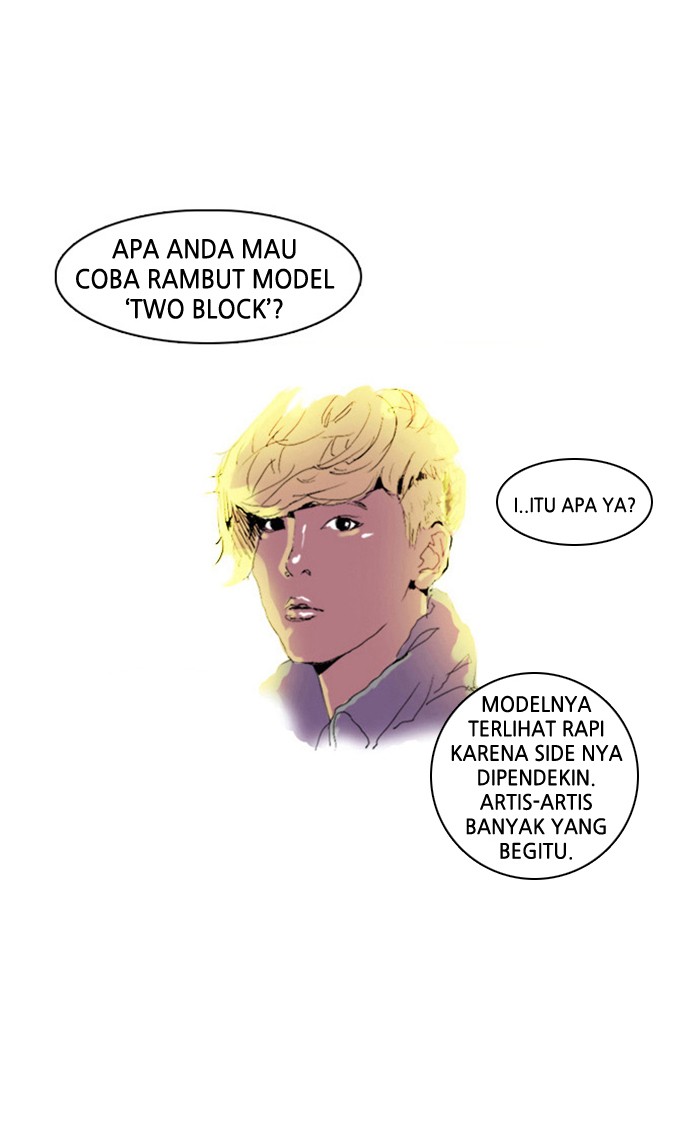 APA ANDA MAU
COBA RAMBUT MODEL
‘TWO BLOCK’?
I..ITU APA YA?
MODELNYA
TERLIHAT RAPI
KARENA SIDE NYA
DIPENDEKIN.
ARTIS-ARTIS
BANYAK YANG
BEGITU.